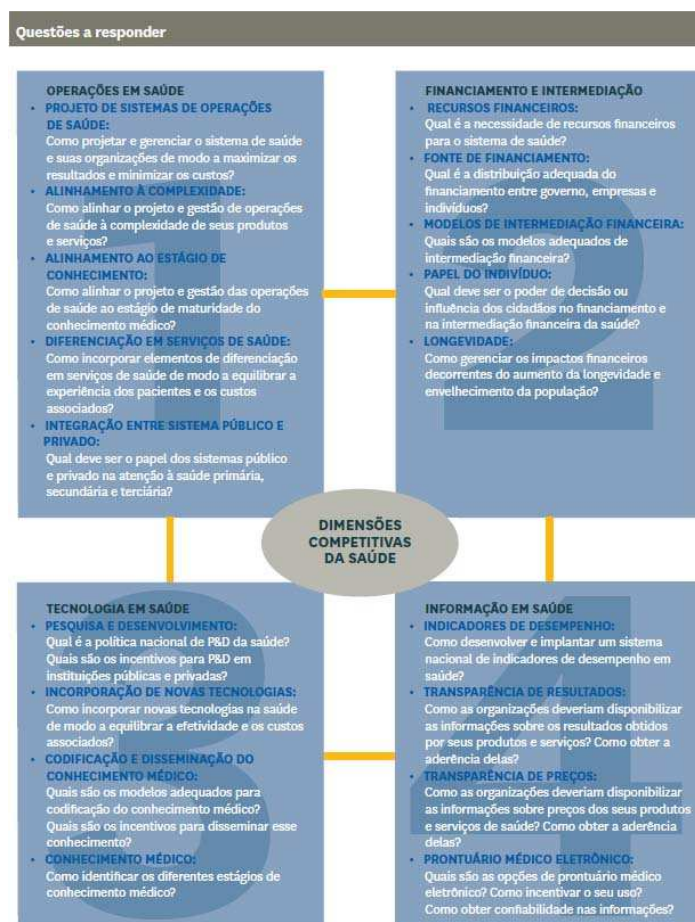 Questões a responder
OPERAÇÕES EM SAÚDE
• PROJETO DE SISTEMAS DE OPERAÇÕES
DE SAÚDE:
Como projetar e gerenciar o sistema de saúde
e suas organizações de modo a maximizar os
resultados e minimizar os custos?
• ALINHAMENTO À COMPLEXIDADE:
Como alinhar o projeto e gestão de operações
de saúde à complexidade de seus produtos
e serviços?
• ALINHAMENTO AO ESTÁGIO DE
CONHECIMENTO:
Como alinhar o projeto e gestão das operações
de saúde ao estágio de maturidade do
conhecimento médico?
• DIFERENCIAÇÃO EM SERVIÇOS DE SAÚDE:
Como incorporar elementos de diferenciação
em serviços de saúde de modo a equilibrar a
experiência dos pacientes e os custos
associados?
• INTEGRAÇÃO ENTRE SISTEMA PÚBLICO E
PRIVADO:
Qual deve ser o papel dos sistemas público
e privado na atenção à saúde primária,
secundária e terciária?
1
FINANCIAMENTO E INTERMEDIAÇÃO
• RECURSOS FINANCEIROS:
Qual é a necessidade de recursos financeiros
para o sistema de saúde?
• FONTE DE FINANCIAMENTO:
Qual é a distribuição adequada do
financiamento entre governo, empresas e
indivíduos?
• MODELOS DE INTERMEDIAÇÃO FINANCEIRA:
Quais são os modelos adequados de
intermediação financeira?
• PAPEL DO INDIVÍDUO:
Qual deve ser o poder de decisão ou
influência dos cidadãos no financiamento e
na intermediação financeira da saúde?
• LONGEVIDADE:
Como gerenciar os impactos financeiros
decorrentes do aumento da longevidade e
envelhecimento da população?
2
DIMENSÕES
COMPETITIVAS
DA SAÚDE
TECNOLOGIA EM SAÚDE
• PESQUISA E DESENVOLVIMENTO:
Qual é a política nacional de P&D da saúde?
Quais são os incentivos para P&D em
instituições públicas e privadas?
• INCORPORAÇÃO DE NOVAS TECNOLOGIAS:
Como incorporar novas tecnologias na saúde
de modo a equilibrar a efetividade e os custos
associados?
• CODIFICAÇÃO E DISSEMINAÇÃO DO
CONHECIMENTO MÉDICO:
Quais são os modelos adequados para
codificação do conhecimento médico?
Quais são os incentivos para disseminar esse
conhecimento?
• CONHECIMENTO MÉDICO:
Como identificar os diferentes estágios de
conhecimento médico?
3
INFORMAÇÃO EM SAÚDE
• INDICADORES DE DESEMPENHO:
Como desenvolver e implantar um sistema
nacional de indicadores de desempenho em
saúde?
• TRANSPARÊNCIA DE RESULTADOS:
Como as organizações deveriam disponibilizar
as informações sobre os resultados obtidos
por seus produtos e serviços? Como obter a
aderência delas?
• TRANSPARÊNCIA DE PREÇOS:
Como as organizações deveriam disponibilizar
as informações sobre preços dos seus produtos
e serviços de saúde? Como obter a aderência
delas?
• PRONTUÁRIO MÉDICO ELETRÔNICO:
Quais são as opções de prontuário médico
eletrônico? Como incentivar o seu uso?
Como obter confiabilidade nas informações?
4